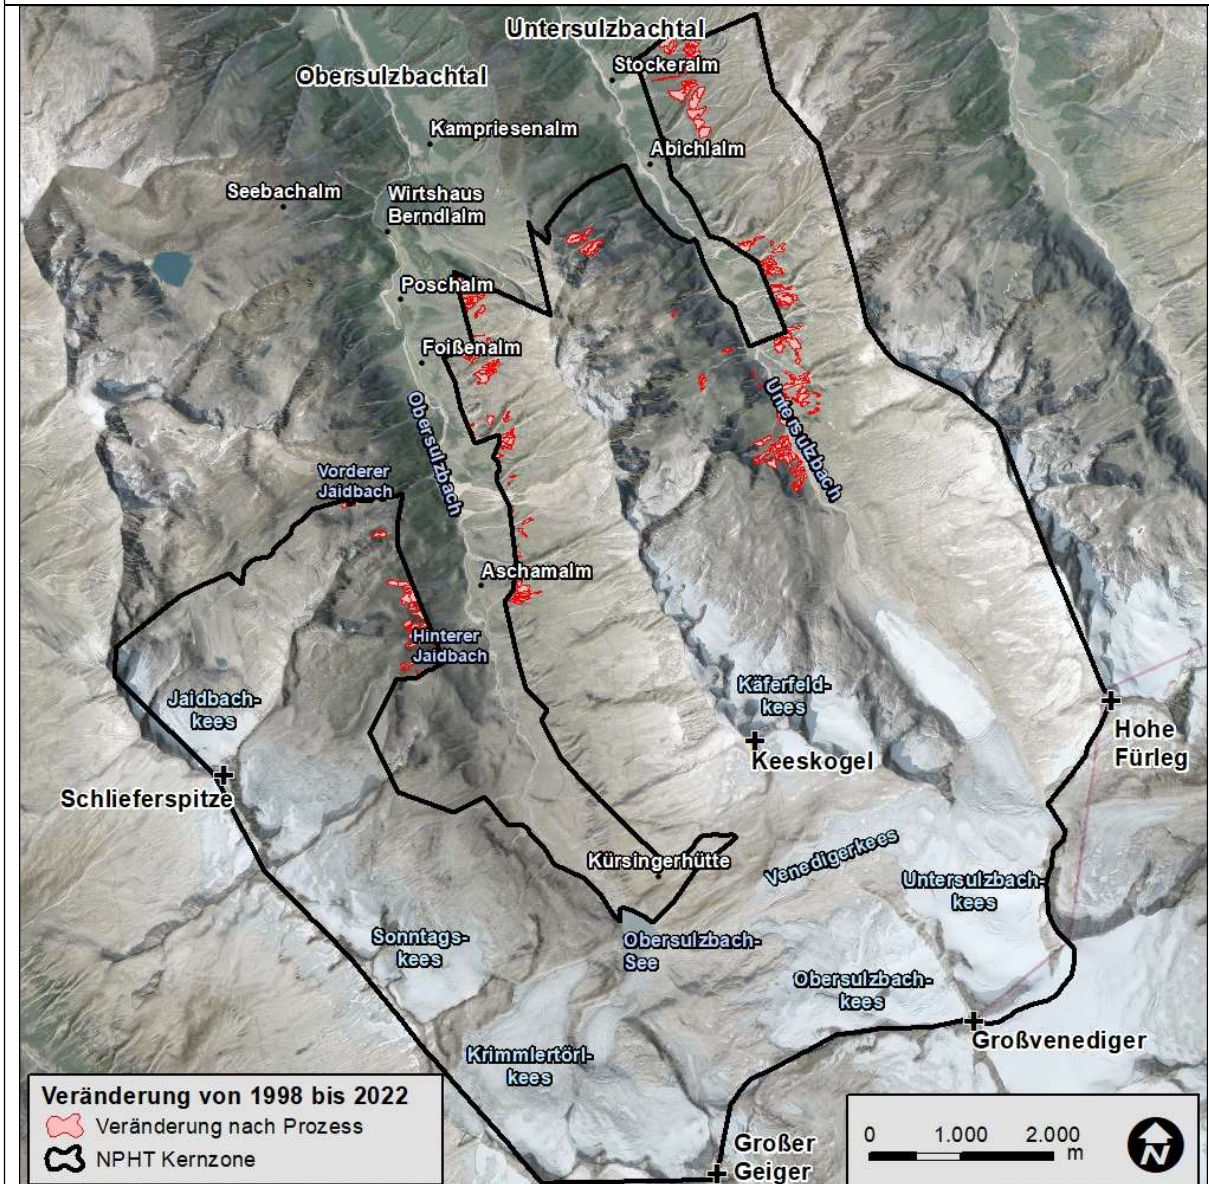 Untersulzbachtal
Obersulzbachtal
Stockeralm
Kampriesenalm
Abichlalm
Seebachalm
Wirtshaus
Berndlalm
Poschalm
Foißenalm
Obersulzbach
Untersulzbach
Vorderer
Jaidbach
Aschamalm
Hinterer
Jaidbach
Jaidbach-
kees
Käferfeld-
kees
Hohe
Fürleg
Keeskogel
Schlieferspitze
Kürsingerhütte
Venedigerkees
Untersulzbach-
kees
Sonntags-
kees
Obersulzbach-
See
Obersulzbach-
kees
Großvenediger
Krimmlertörl-
kees
Großer
Geiger
Veränderung von 1998 bis 2022
Veränderung nach Prozess
NPHT Kernzone
0 1.000 2.000
m
N